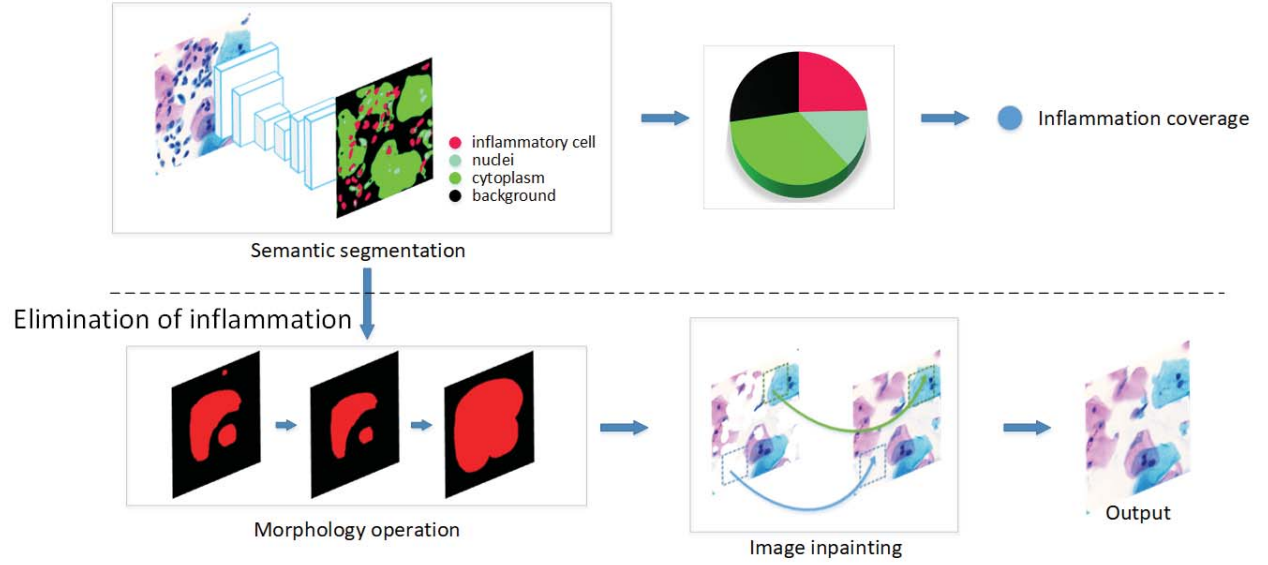 inflammatory cell
nuclei
cytoplasm
background
Inflammation coverage
Semantic segmentation
Elimination of inflammation
Morphology operation
Image inpainting
Output